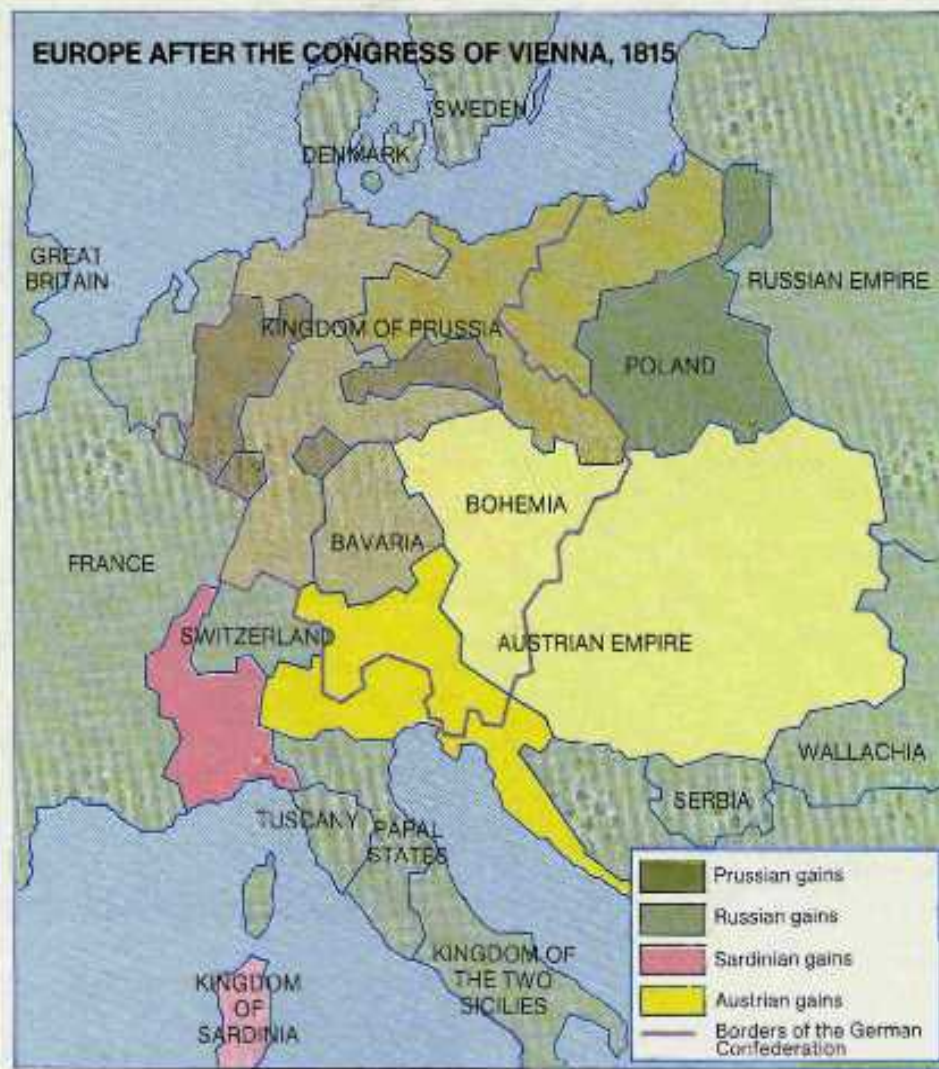 EUROPE AFTER THE CONGRESS OF VIENNA, 1815
SWEDEN
DENMARK
GREAT
BRITAIN
RUSSIAN EMPIRE
KINGDOM OF PRUSSIA
POLAND
BOHEMIA
BAVARIA
FRANCE
SWITZERLAND
AUSTRIAN EMPIRE
WALLACHIA
SERBIA
TUSCANY
PAPAL
STATES
KINGDOM OF
THE TWO
SICILIES
KINGDOM
OF
SARDINIA
Prussian gains
Russian gains
Sardinian gains
Austrian gains
Borders of the German
Confederation